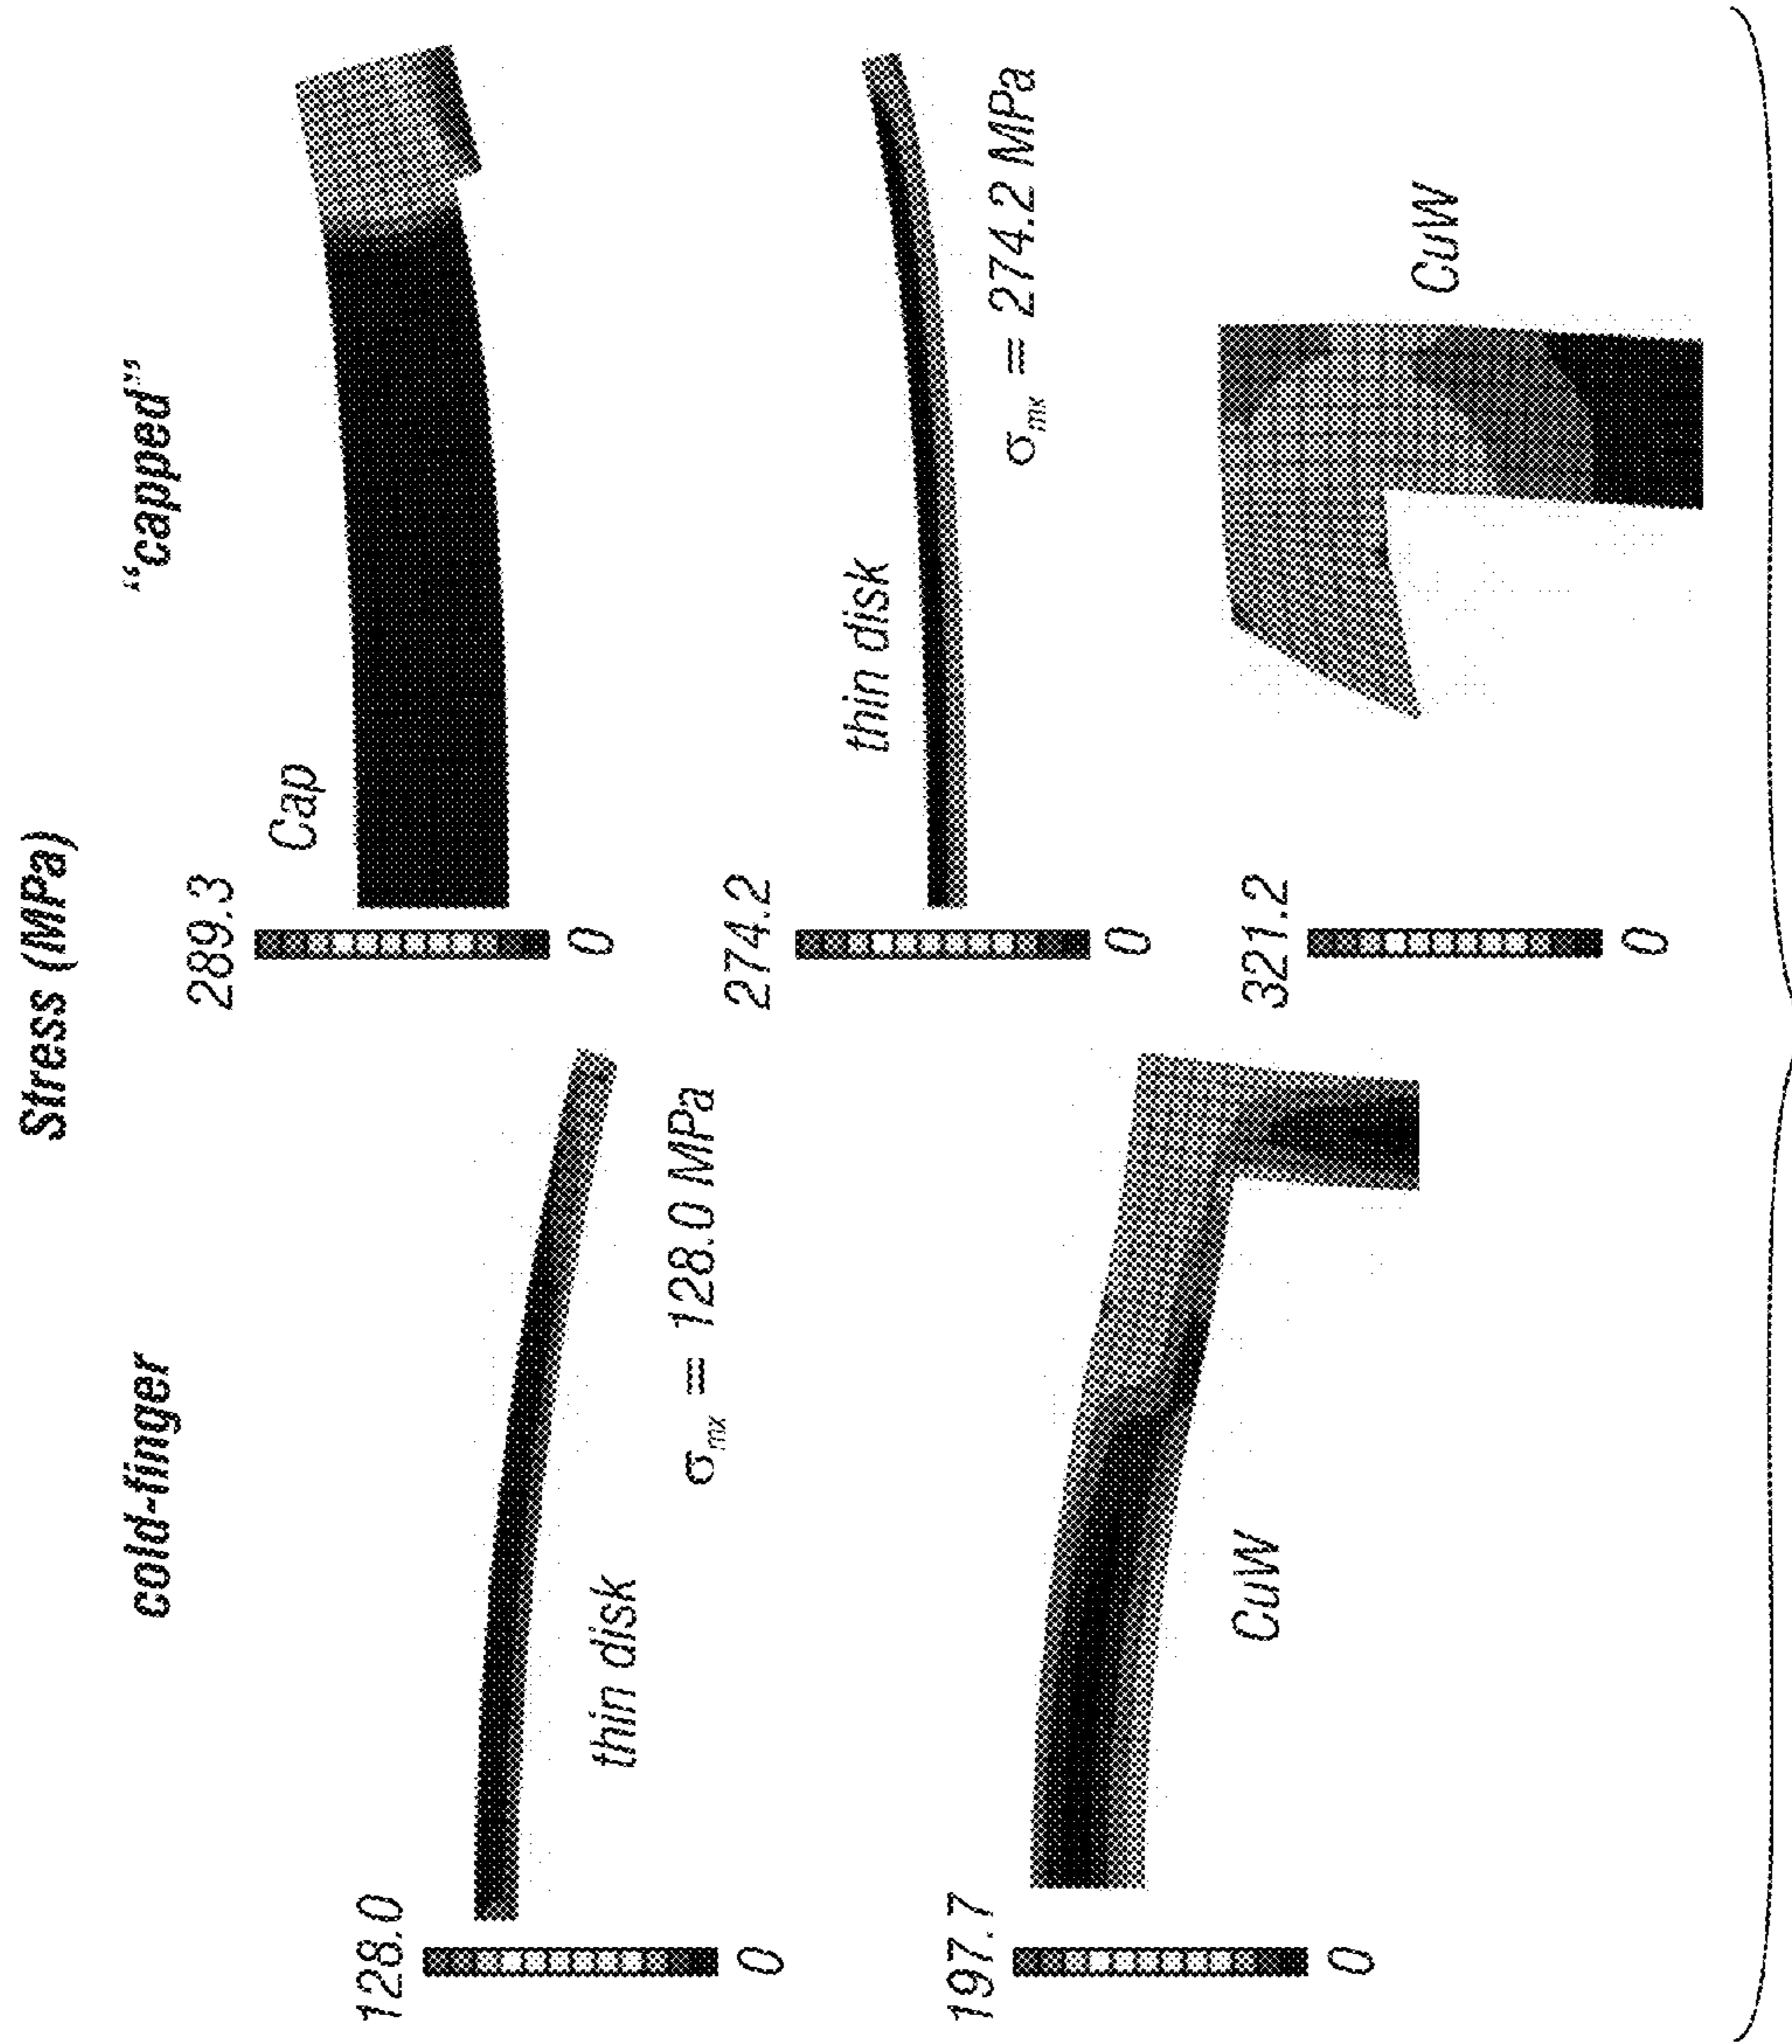 Stress (MPa)
cold-finger
128.0
0
thin disk
σmx = 128.0 MPa
197.7
0
CuW
“capped”
289.3
0
Cap
274.2
0
thin disk
σmx = 274.2 MPa
321.2
0
CuW